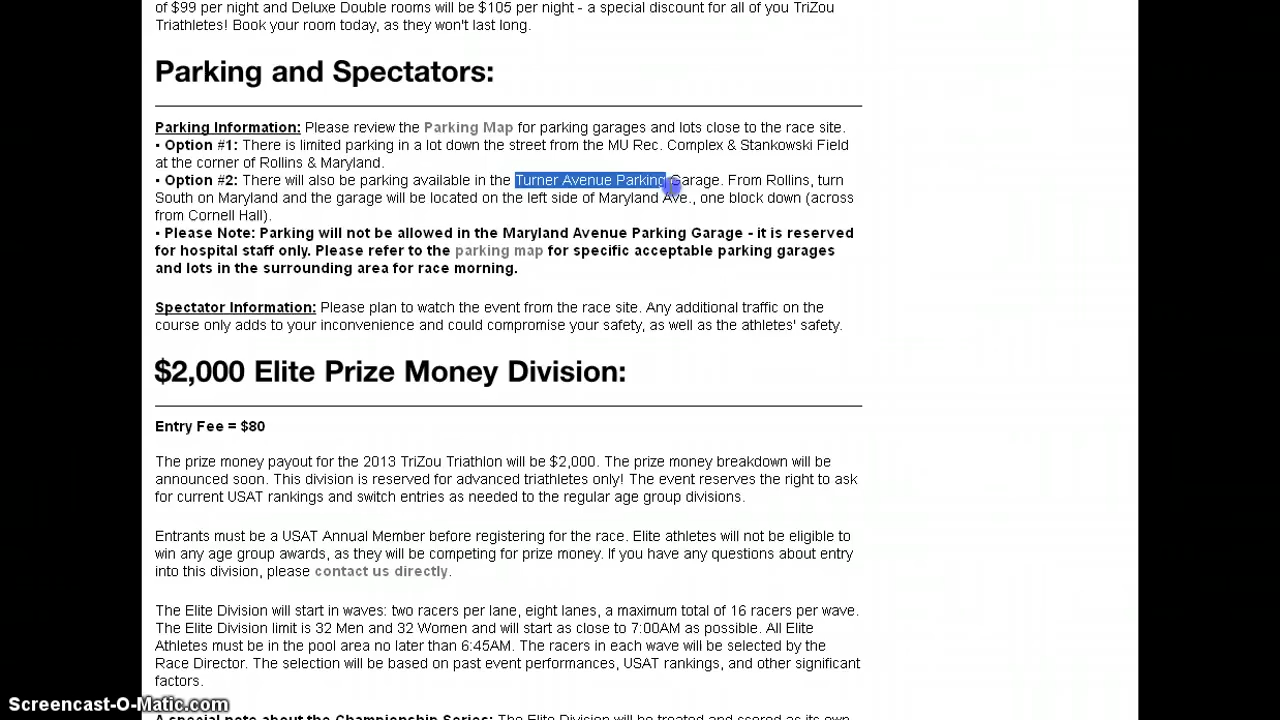 of $99 per night and Deluxe Double rooms will be $105 per night - a special discount for all of you TriZou
Triathletes! Book your room today, as they won't last long.
Parking and Spectators:
Parking Information: Please review the Parking Map for parking garages and lots close to the race site.
• Option #1: There is limited parking in a lot down the street from the MU Rec. Complex & Stankowski Field
at the corner of Rollins & Maryland.
• Option #2: There will also be parking available in the Turner Avenue Parking Garage. From Rollins, turn
South on Maryland and the garage will be located on the left side of Maryland Ave., one block down (across
from Cornell Hall).
• Please Note: Parking will not be allowed in the Maryland Avenue Parking Garage - it is reserved
for hospital staff only. Please refer to the parking map for specific acceptable parking garages
and lots in the surrounding area for race morning.
Spectator Information: Please plan to watch the event from the race site. Any additional traffic on the
course only adds to your inconvenience and could compromise your safety, as well as the athletes' safety.
$2,000 Elite Prize Money Division:
Entry Fee = $80
The prize money payout for the 2013 TriZou Triathlon will be $2,000. The prize money breakdown will be
announced soon. This division is reserved for advanced triathletes only! The event reserves the right to ask
for current USAT rankings and switch entries as needed to the regular age group divisions.
Entrants must be a USAT Annual Member before registering for the race. Elite athletes will not be eligible to
win any age group awards, as they will be competing for prize money. If you have any questions about entry
into this division, please contact us directly.
The Elite Division will start in waves: two racers per lane, eight lanes, a maximum total of 16 racers per wave.
The Elite Division limit is 32 Men and 32 Women and will start as close to 7:00AM as possible. All Elite
Athletes must be in the pool area no later than 6:45AM. The racers in each wave will be selected by the
Race Director. The selection will be based on past event performances, USAT rankings, and other significant
factors.
Screencast-O-Matic.com
A special note about the Championship Series: The Elite Division will be treated and scored as its own